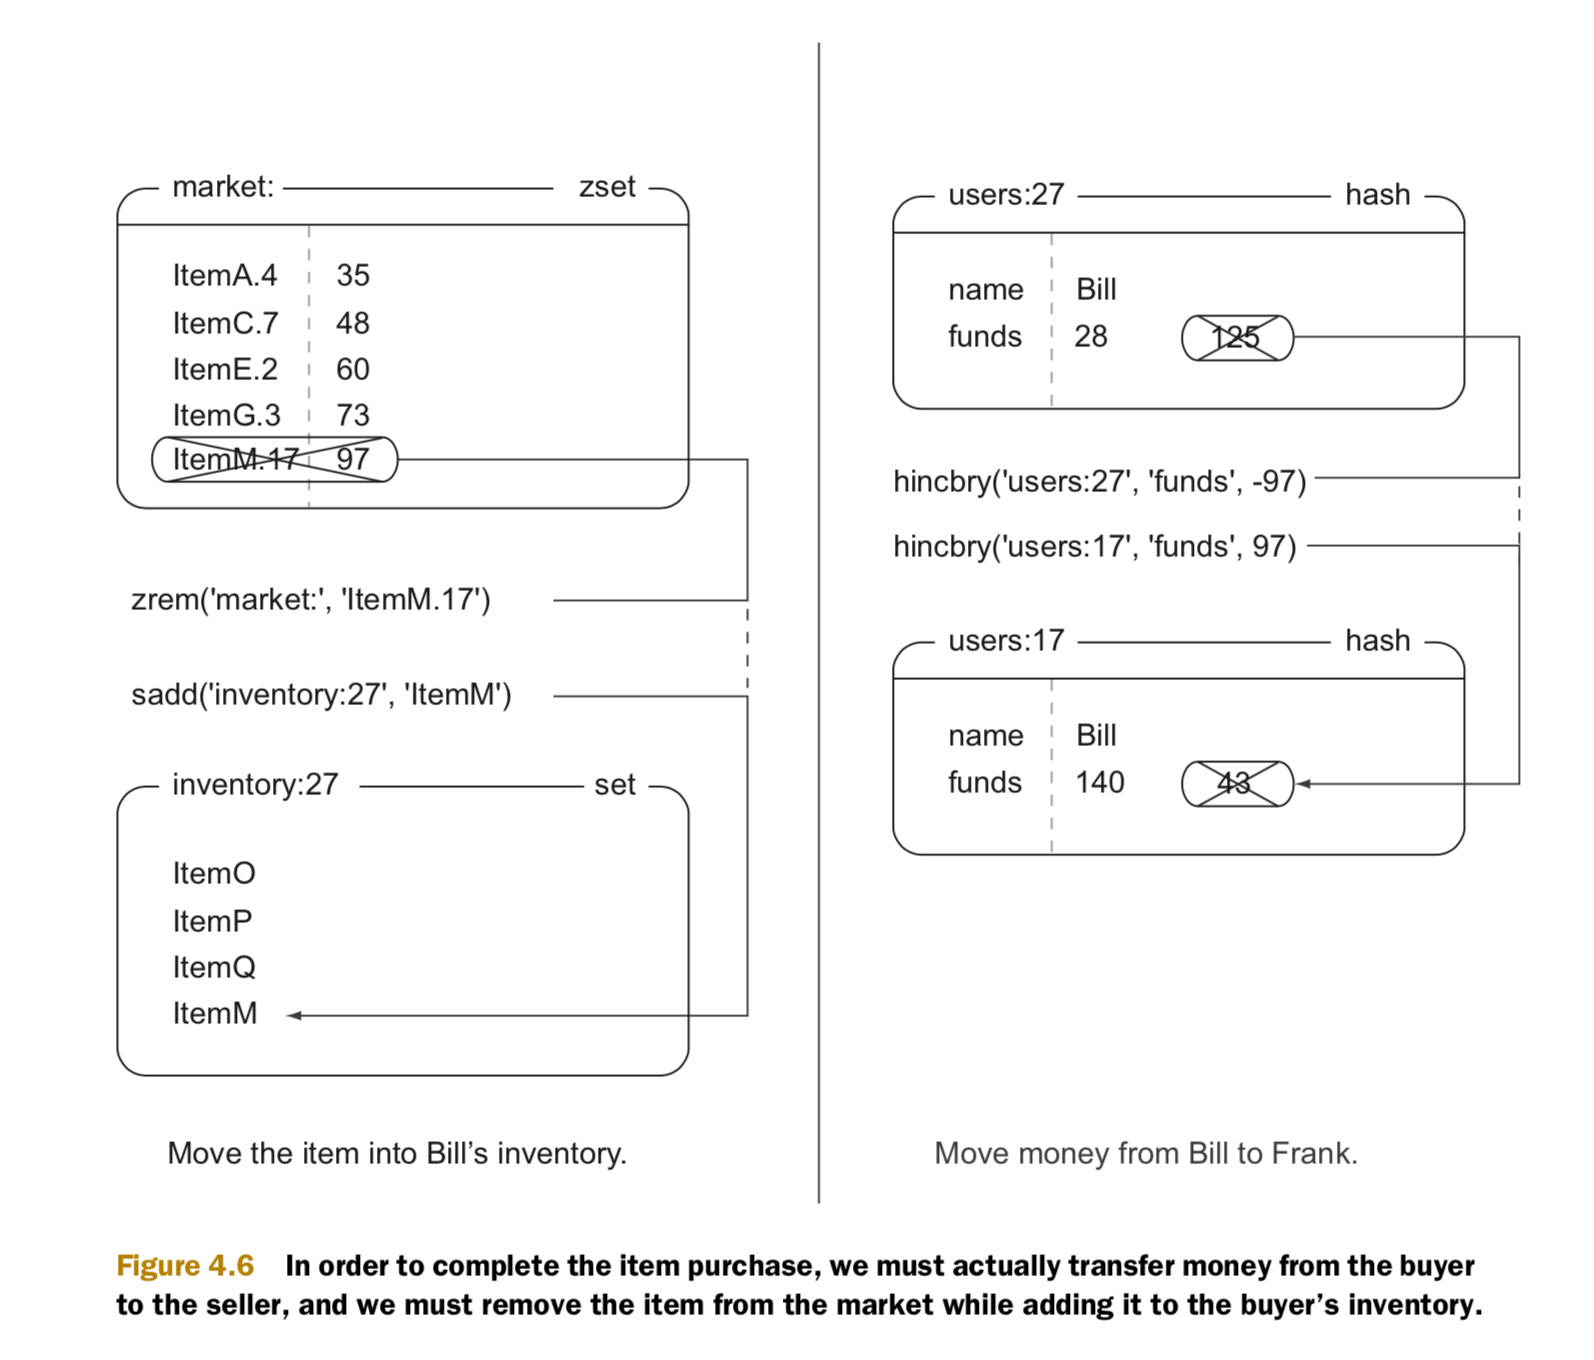 market: zset
ItemA.4 35
ItemC.7 48
ItemE.2 60
ItemG.3 73
ItemM.17 97
zrem('market:', 'ItemM.17')
sadd('inventory:27', 'ItemM')
inventory:27 set
ItemO
ItemP
ItemQ
ItemM
Move the item into Bill’s inventory.
users:27 hash
name Bill
funds 28 125
hincbry('users:27', 'funds', -97)
hincbry('users:17', 'funds', 97)
users:17 hash
name Bill
funds 140 43
Move money from Bill to Frank.
Figure 4.6 In order to complete the item purchase, we must actually transfer money from the buyer
to the seller, and we must remove the item from the market while adding it to the buyer’s inventory.